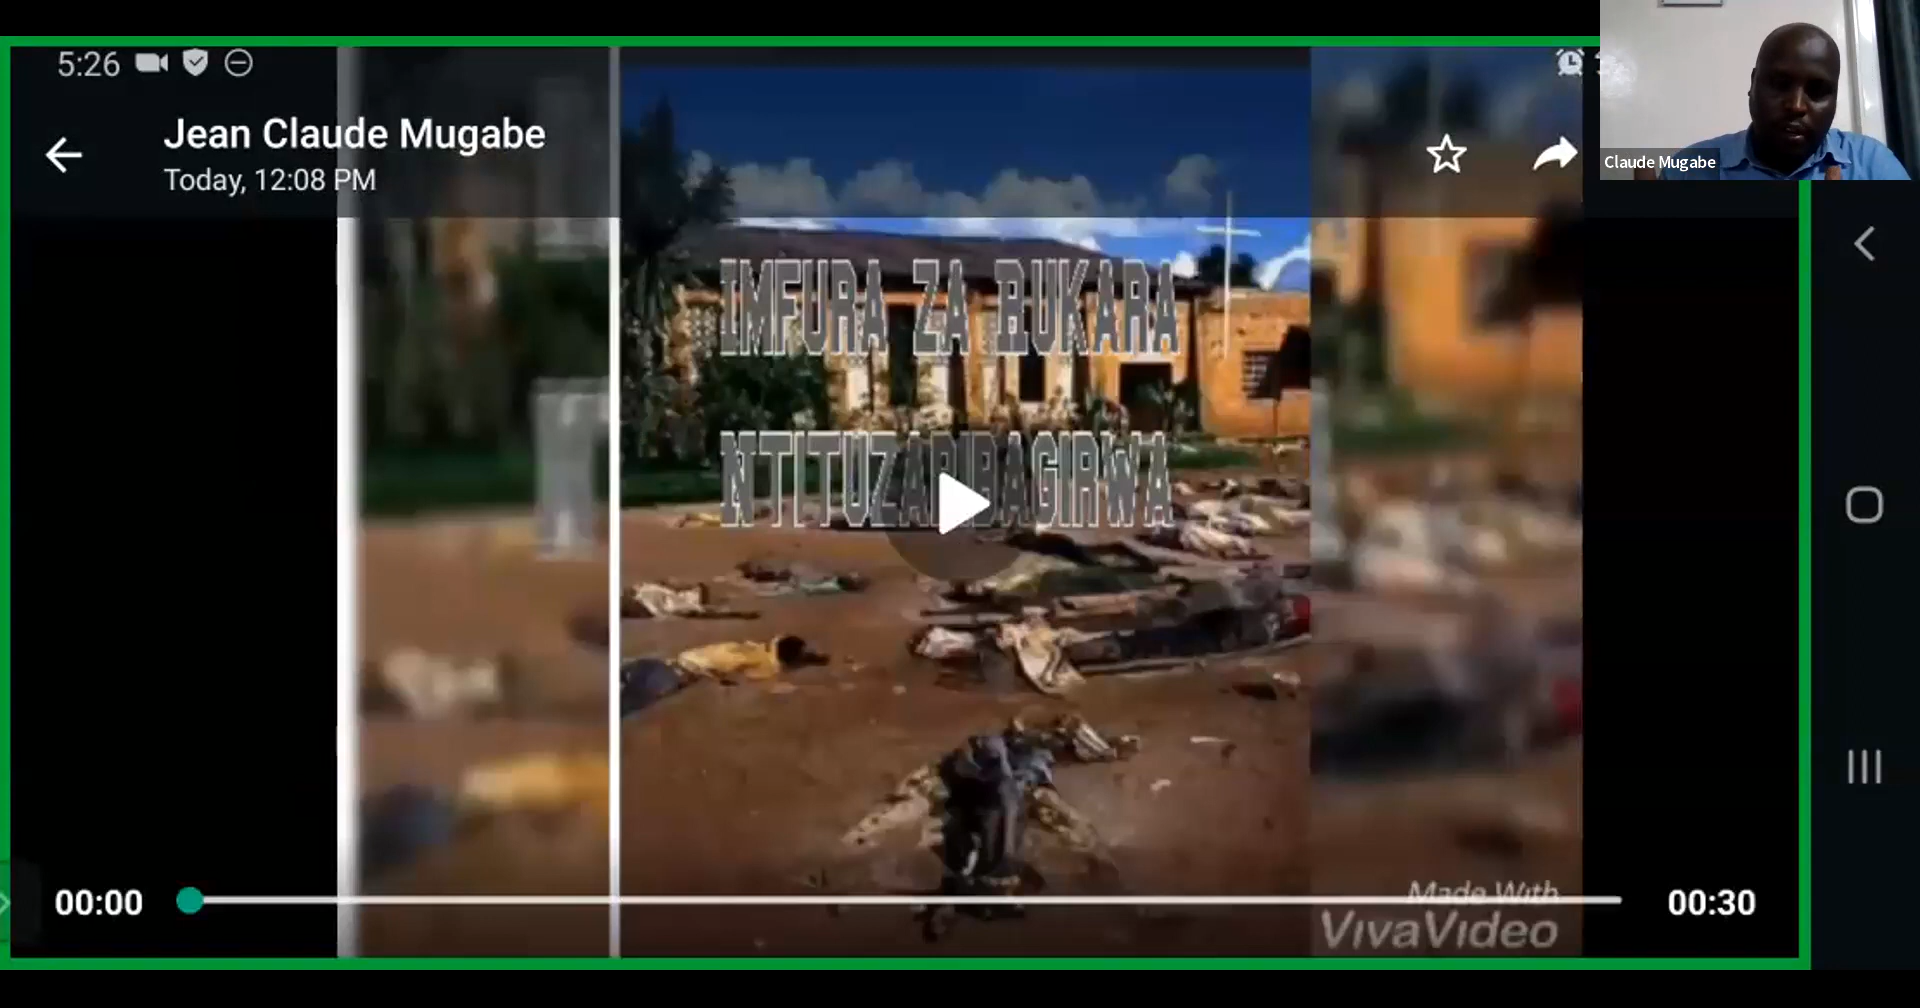 5:26
Jean Claude Mugabe
Today, 12:08 PM
Claude Mugabe
IMFURA ZA RUKARA
NTITUZABIBAGIRWA
00:00
00:30
Made With
VivaVideo